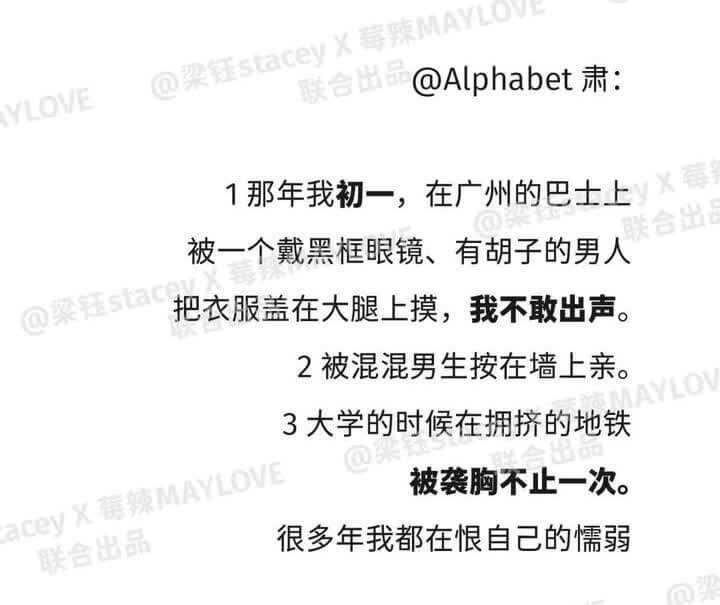 @梁钰stacey X 莓辣MAYLOVE
联合出品
@Alphabet 肃：
AYLOVE
1 那年我初一，在广州的巴士上
@梁钰stacey X 莓
联合出品
被一个戴黑框眼镜、有胡子的男人
@梁钰stacey X 莓辣MAYLOVE
联合出品
把衣服盖在大腿上摸，我不敢出声。
2 被混混男生按在墙上亲。
3 大学的时候在拥挤的地铁
@梁钰stacey X 莓辣MAYLOVE
联合出品
被袭胸不止一次。
stacey X 莓辣MAYLOVE
联合出品
很多年我都在恨自己的懦弱
@梁钰s